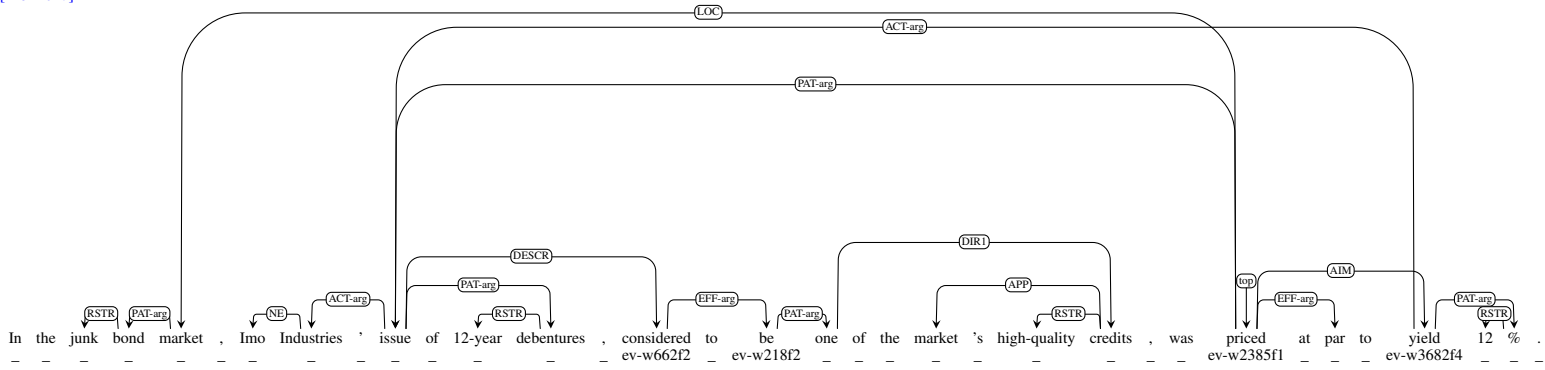 LOC
ACT-arg
PAT-arg
DIR1
DESCR
AIM
top
PAT-arg APP
ACT-arg EFF-arg EFF-arg PAT-arg
RSTR PAT-arg NE RSTR PAT-arg RSTR RSTR
In the junk bond market , Imo Industries ' issue of 12-year debentures , considered to be one of the market 's high-quality credits , was priced at par to yield 12 % .
_ _ _ _ _ _ _ _ _ _ _ _ _ _ ev-w662f2 _ ev-w218f2 _ _ _ _ _ _ _ _ _ ev-w2385f1 _ _ _ ev-w3682f4 _ _ _